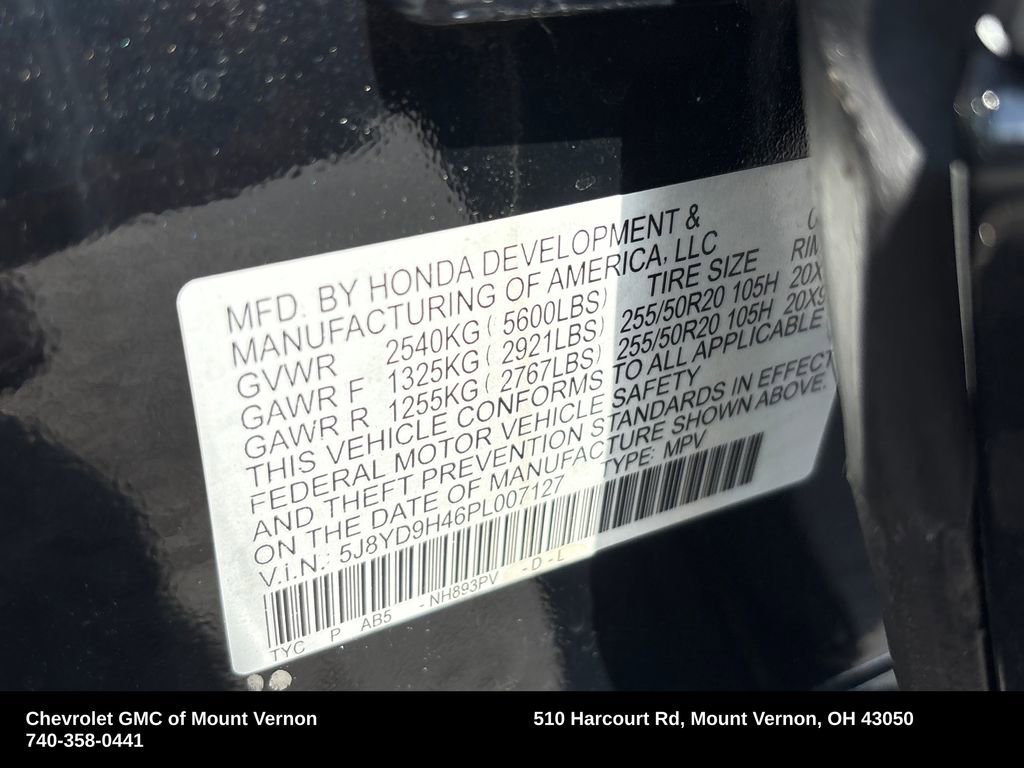 MFD. BY HONDA DEVELOPMENT &
MANUFACTURING OF AMERICA, LLC
GVWR 2540KG ( 5600LBS) TIRE SIZE
GAWR F 1325KG ( 2921LBS) 255/50R20 105H
GAWR R 1255KG ( 2767LBS) 255/50R20 105H
THIS VEHICLE CONFORMS TO ALL APPLICABLE
FEDERAL MOTOR VEHICLE SAFETY
AND THEFT PREVENTION STANDARDS IN EFFECT
ON THE DATE OF MANUFACTURE SHOWN ABOVE.
V.I.N.: 5J8YD9H46PL007127 TYPE: MPV
TYC P AB5 - NH893PV - D - L
Chevrolet GMC of Mount Vernon
740-358-0441
510 Harcourt Rd, Mount Vernon, OH 43050